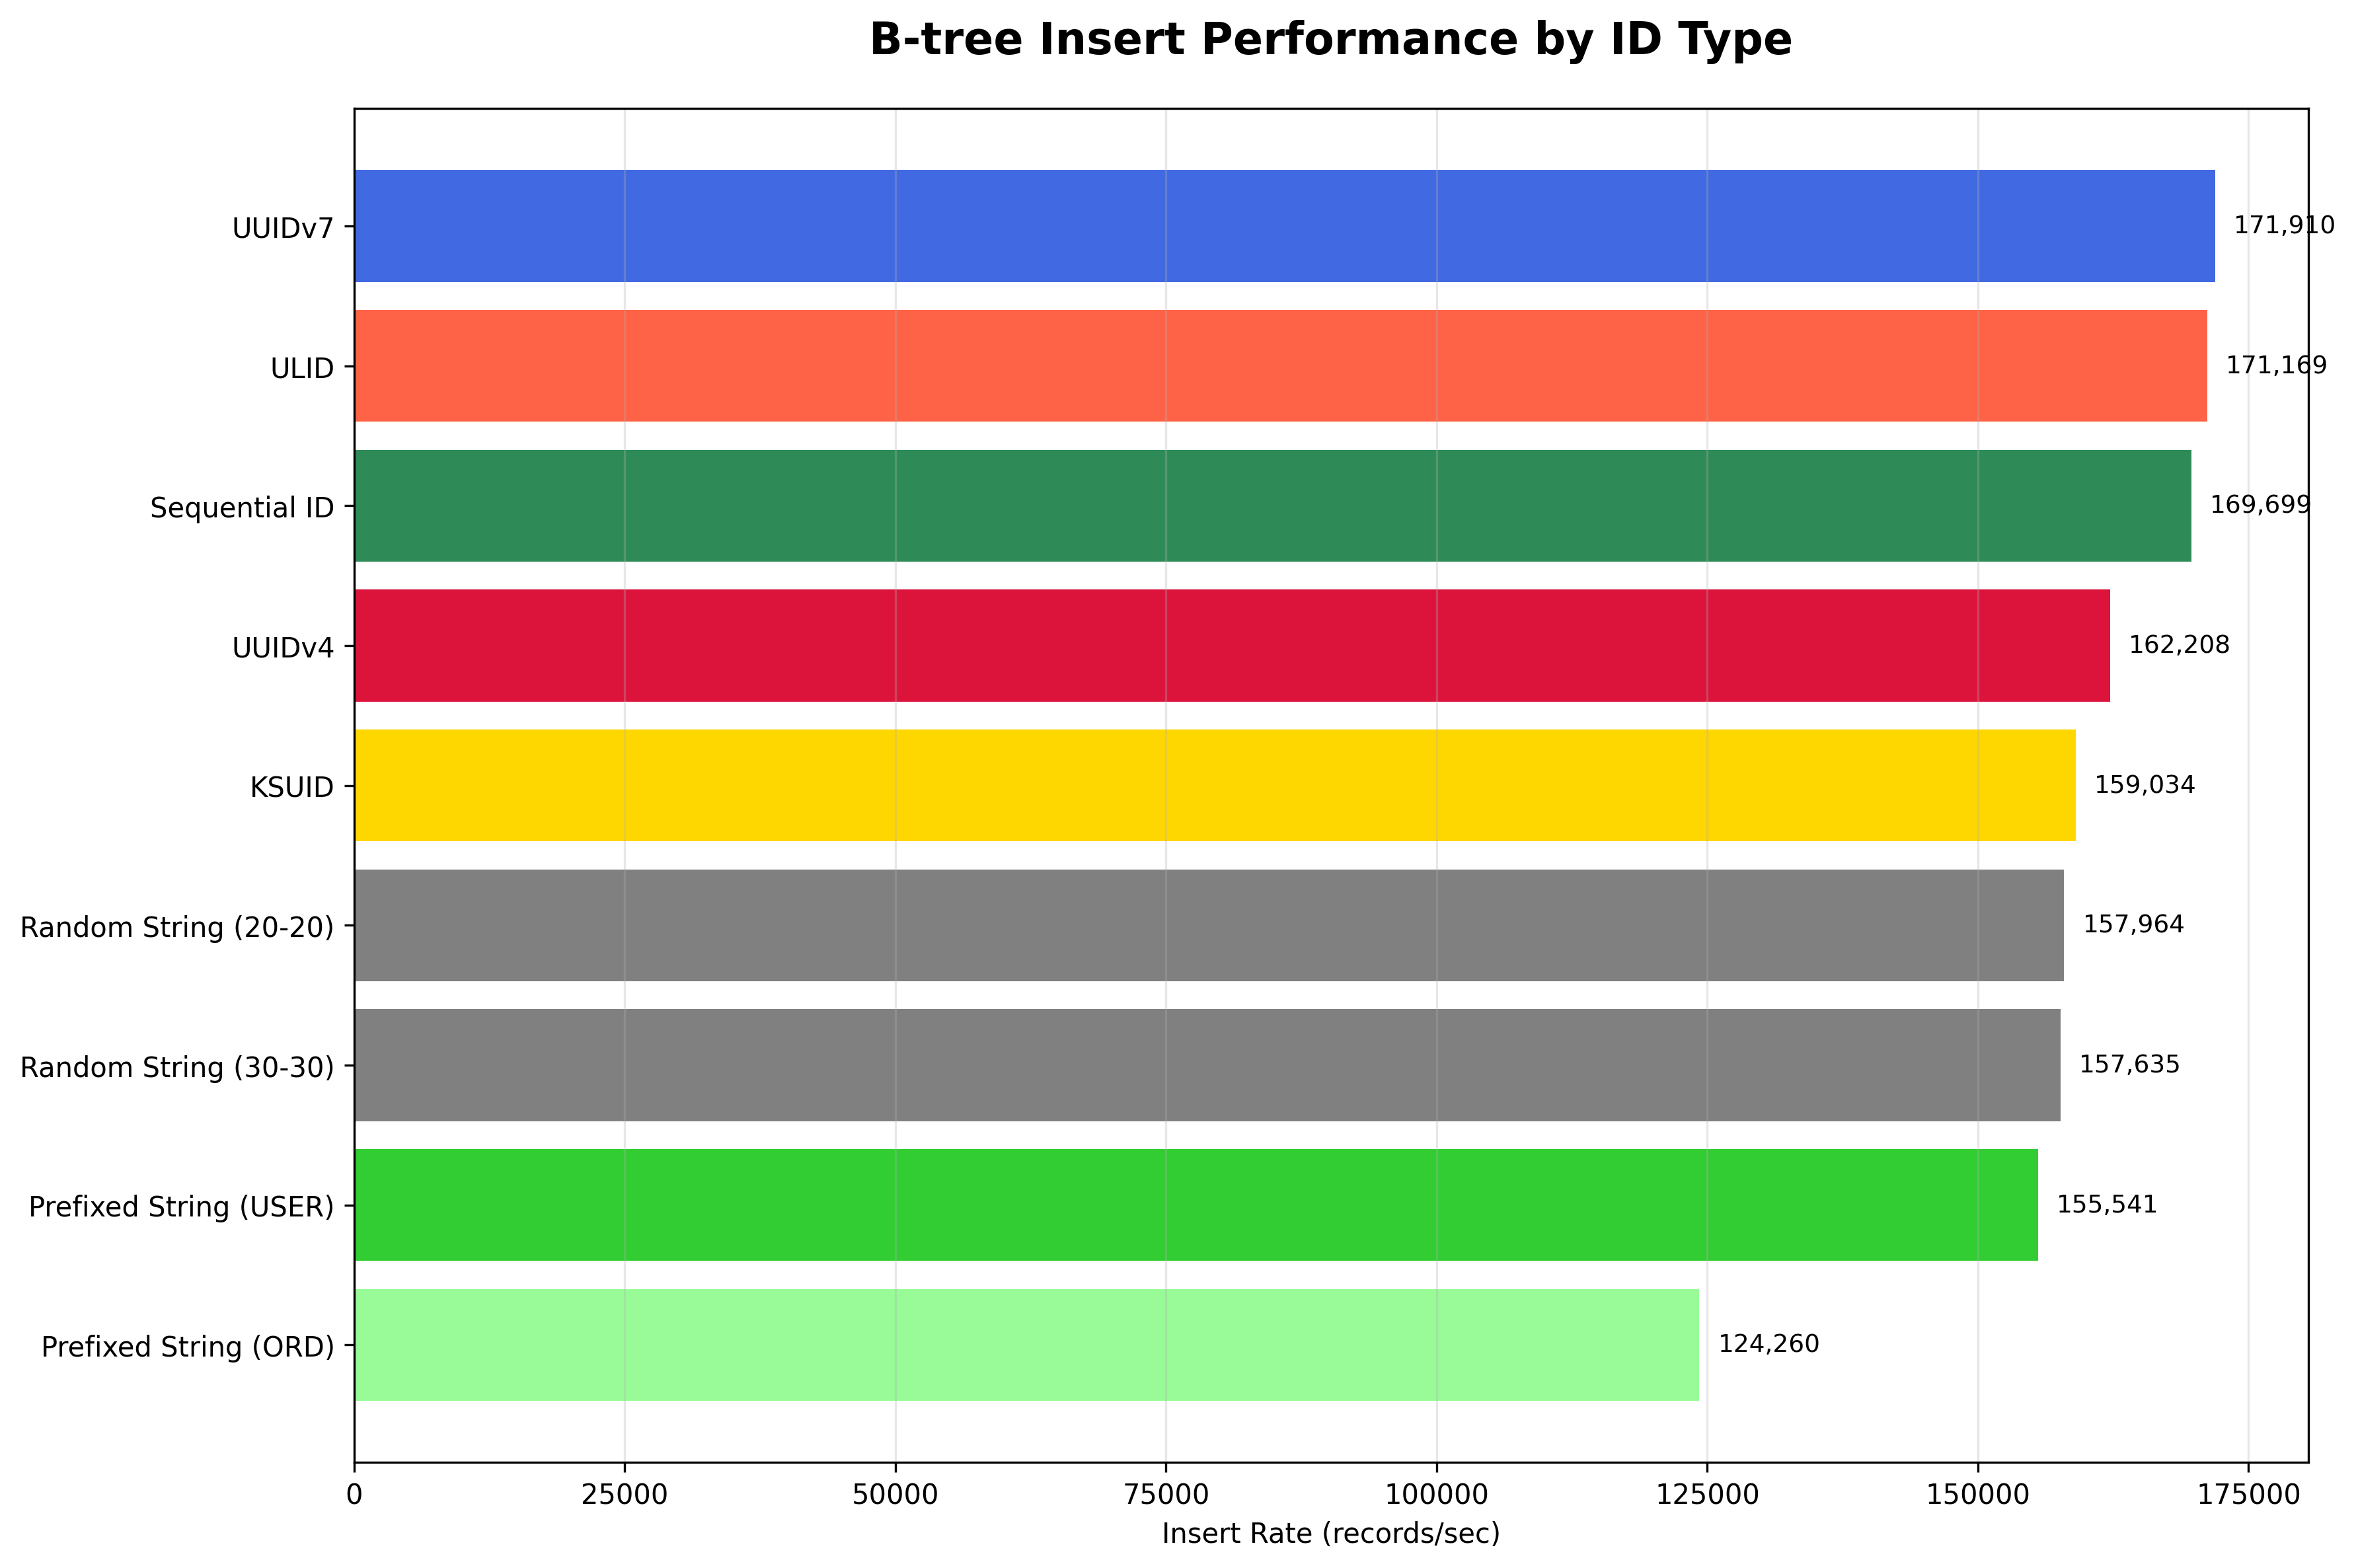 B-tree Insert Performance by ID Type
UUIDv7
171,910
ULID
171,169
Sequential ID
169,699
UUIDv4
162,208
KSUID
159,034
Random String (20-20)
157,964
Random String (30-30)
157,635
Prefixed String (USER)
155,541
Prefixed String (ORD)
124,260
0 25000 50000 75000 100000 125000 150000 175000
Insert Rate (records/sec)